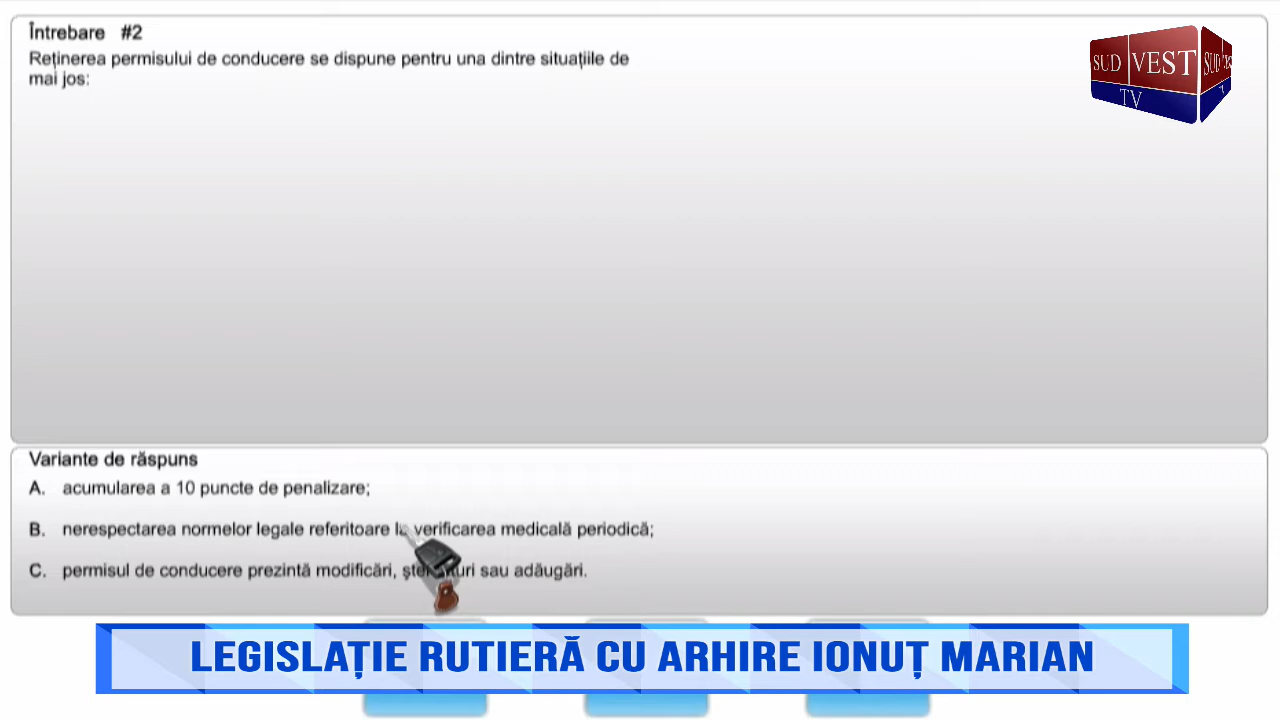 Întrebare #2
Reținerea permisului de conducere se dispune pentru una dintre situațiile de
mai jos:
SUD VEST SUD
TV
Variante de răspuns
A. acumularea a 10 puncte de penalizare;
B. nerespectarea normelor legale referitoare verificarea medicală periodică;
C. permisul de conducere prezintă modificări, sau adăugări.
LEGISLAȚIE RUTIERĂ CU ARHIRE IONUȚ MARIAN